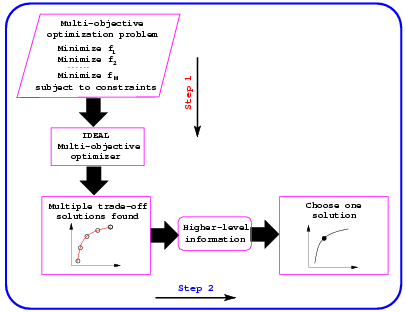 Multi-objective
optimization problem
Minimize f1
Minimize f2
......
Minimize fM
subject to constraints
Step 1
IDEAL
Multi-objective
optimizer
Multiple trade-off
solutions found
Higher-level
information
Choose one
solution
Step 2